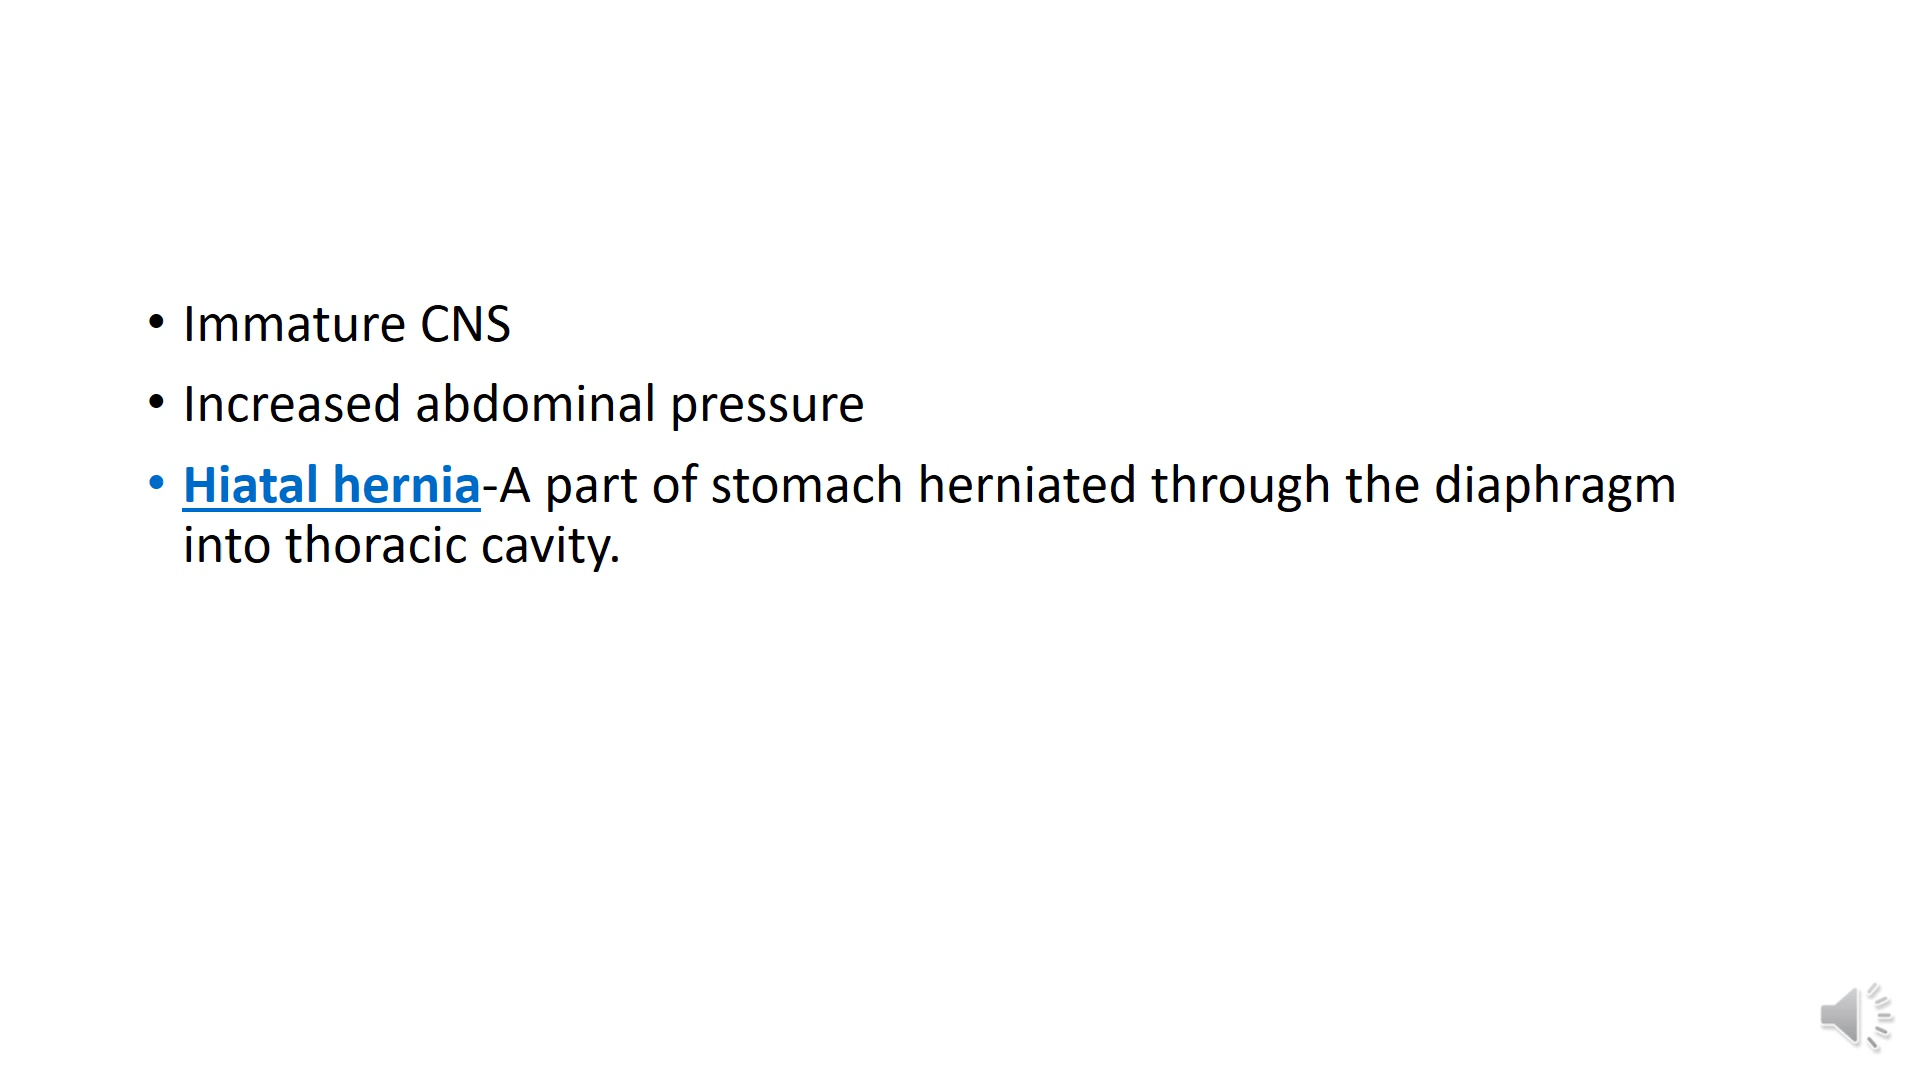 • Immature CNS
• Increased abdominal pressure
• Hiatal hernia-A part of stomach herniated through the diaphragm
into thoracic cavity.